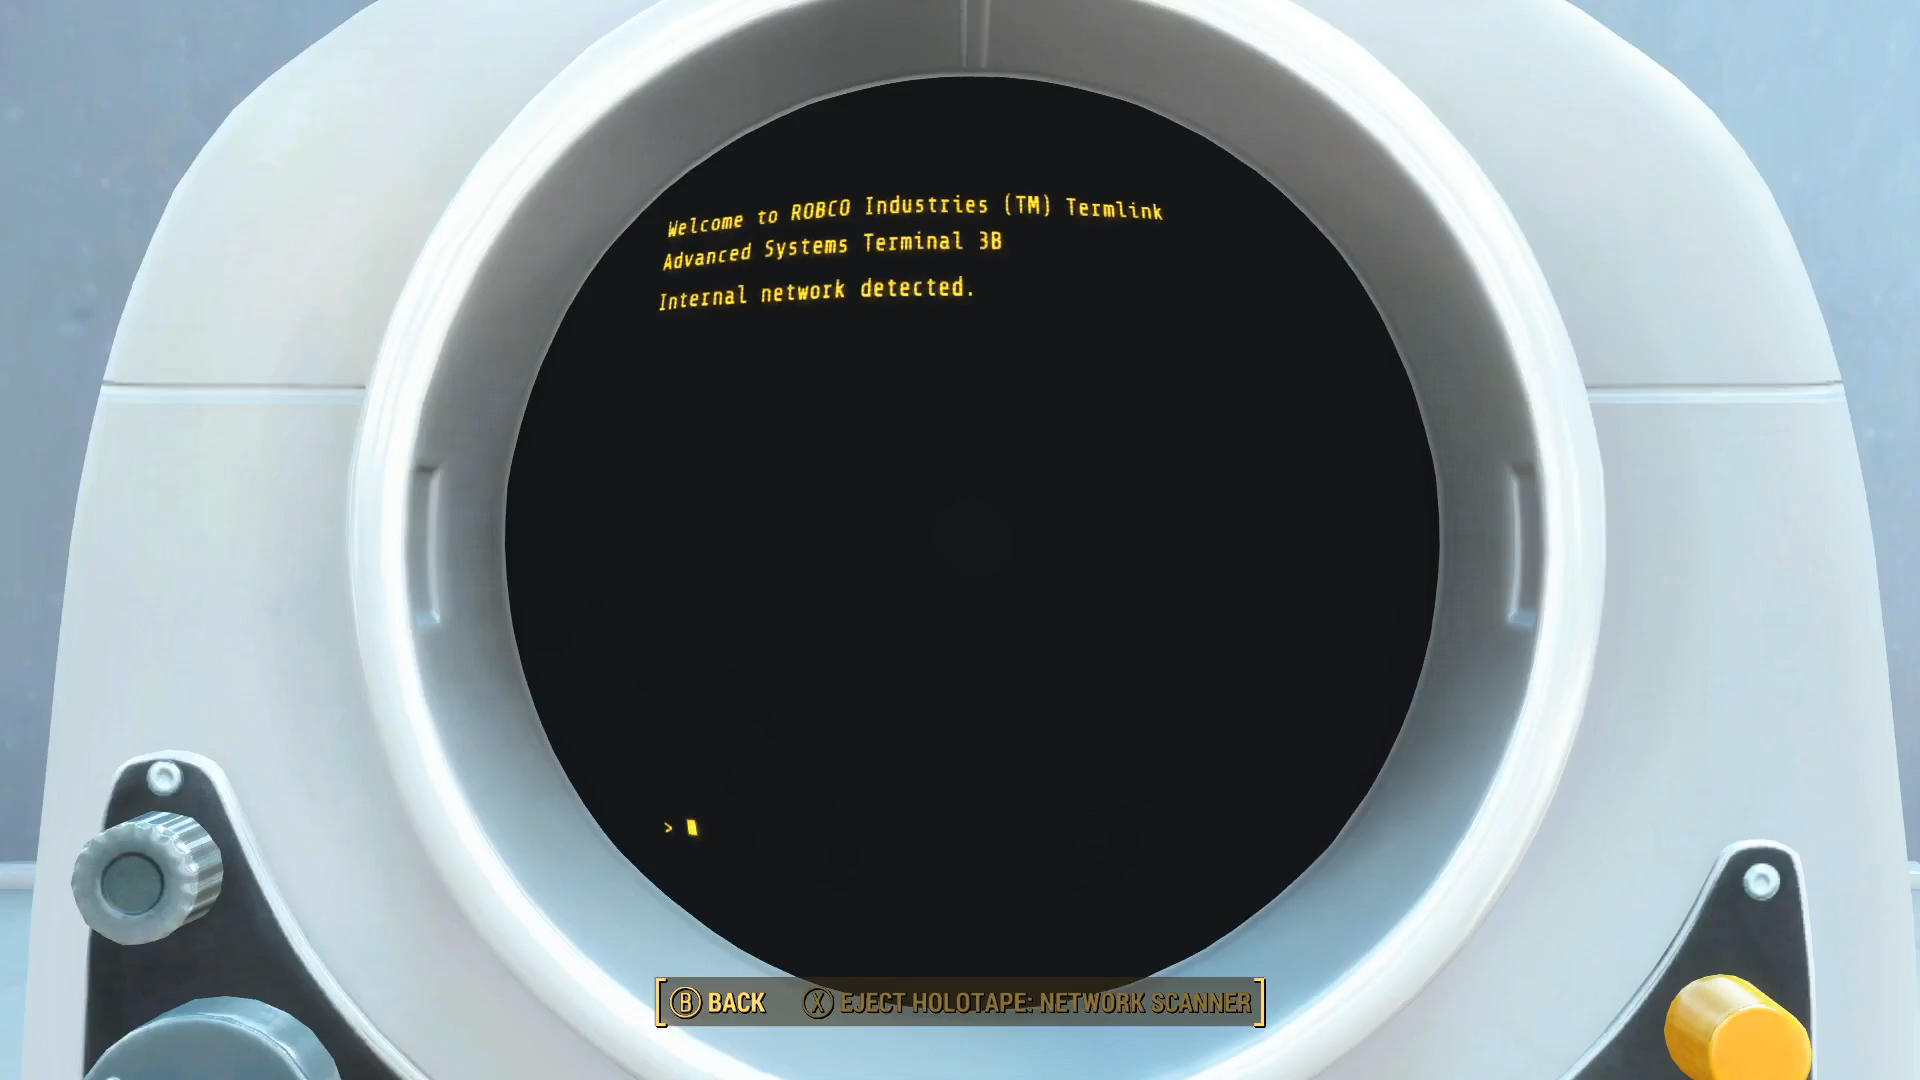 Welcome to ROBCO Industries (TM) Termlink
Advanced Systems Terminal 3B
Internal network detected.
>
B BACK X EJECT HOLOTAPE: NETWORK SCANNER